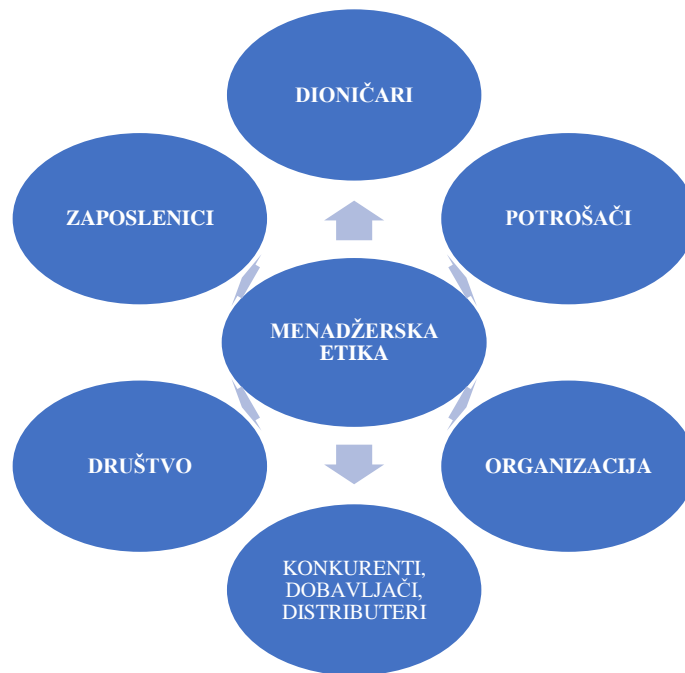 DIONIČARI
ZAPOSLENICI
POTROŠAČI
MENADŽERSKA
ETIKA
DRUŠTVO
ORGANIZACIJA
KONKURENTI,
DOBAVLJAČI,
DISTRIBUTERI